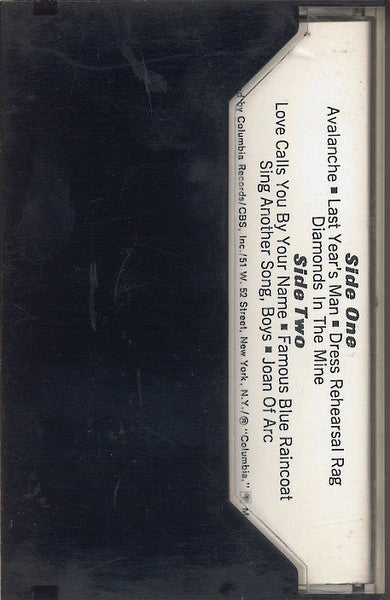 Side One
Avalanche ■ Last Year's Man ■ Dress Rehearsal Rag
Diamonds In The Mine
Side Two
Love Calls You By Your Name ■ Famous Blue Raincoat
Sing Another Song, Boys ■ Joan Of Arc
by Columbia Records/CBS, Inc./51 W. 52 Street, New York, N.Y./℗ "Columbia,"